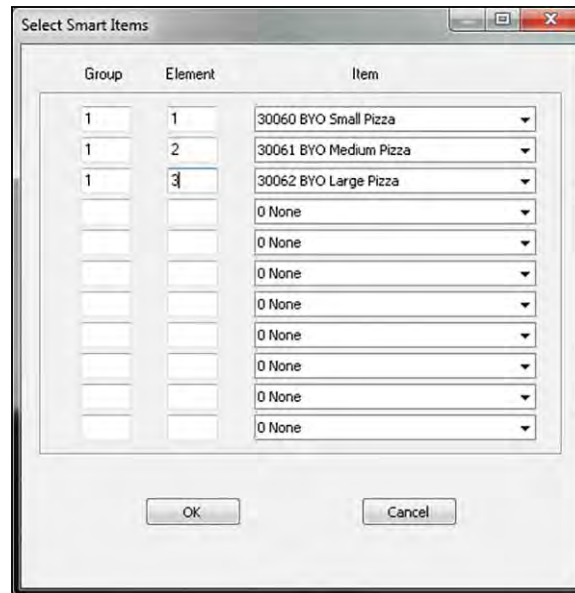 Select Smart Items
Group Element Item
1 1 30060 BYO Small Pizza
1 2 30061 BYO Medium Pizza
1 3 30062 BYO Large Pizza
0 None
0 None
0 None
0 None
0 None
0 None
0 None
0 None
OK Cancel